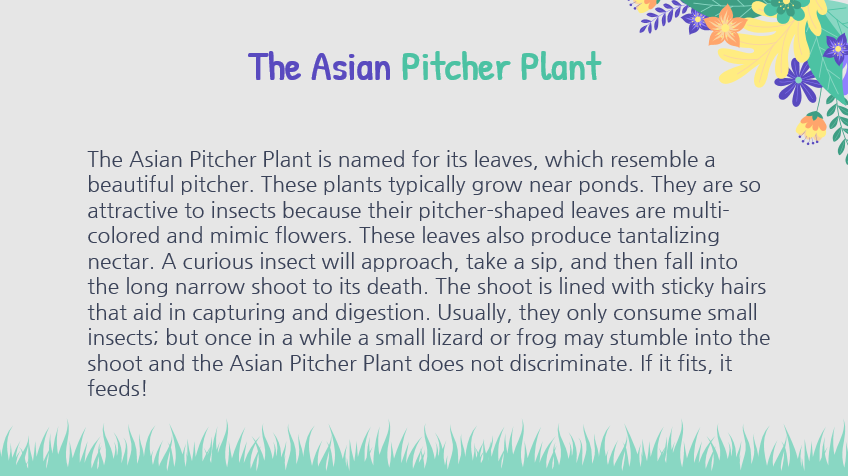 The Asian Pitcher Plant
The Asian Pitcher Plant is named for its leaves, which resemble a
beautiful pitcher. These plants typically grow near ponds. They are so
attractive to insects because their pitcher-shaped leaves are multi-
colored and mimic flowers. These leaves also produce tantalizing
nectar. A curious insect will approach, take a sip, and then fall into
the long narrow shoot to its death. The shoot is lined with sticky hairs
that aid in capturing and digestion. Usually, they only consume small
insects; but once in a while a small lizard or frog may stumble into the
shoot and the Asian Pitcher Plant does not discriminate. If it fits, it
feeds!